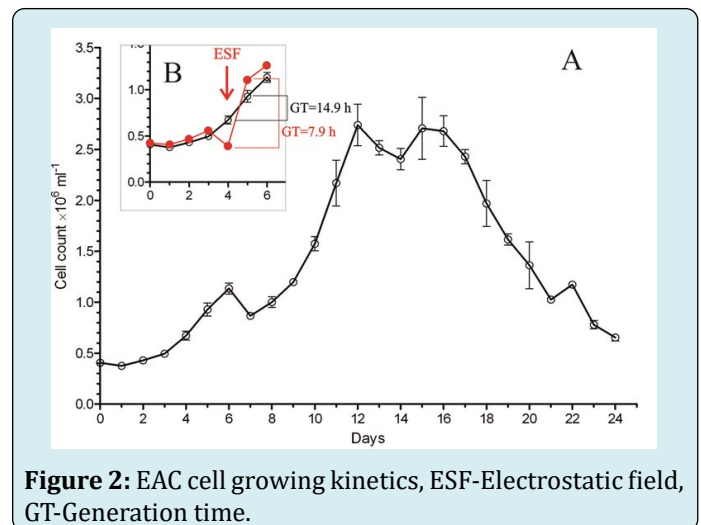 3.5
3.0
2.5
2.0
1.5
1.0
0.5
0.0
0 2 4 6 8 10 12 14 16 18 20 22 24
Cell count ×10⁶ ml⁻¹
Days
A
B
ESF
1.0
0.5
0.0
0 2 4 6
GT=14.9 h
GT=7.9 h
Figure 2: EAC cell growing kinetics, ESF-Electrostatic field,
GT-Generation time.